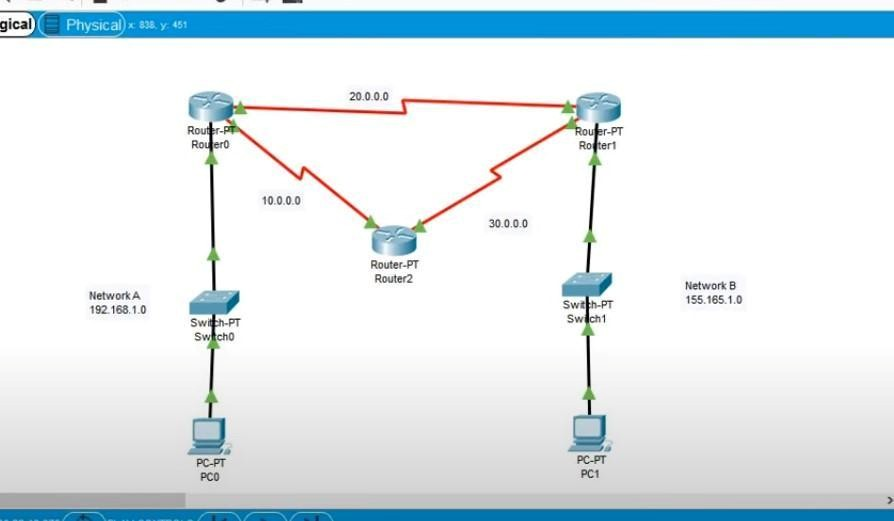 gical
Physical
x: 838, y: 451
20.0.0.0
Router-PT
Router0
Router-PT
Router1
10.0.0.0
30.0.0.0
Router-PT
Router2
Network A
192.168.1.0
Network B
155.165.1.0
Switch-PT
Switch0
Switch-PT
Switch1
PC-PT
PC0
PC-PT
PC1